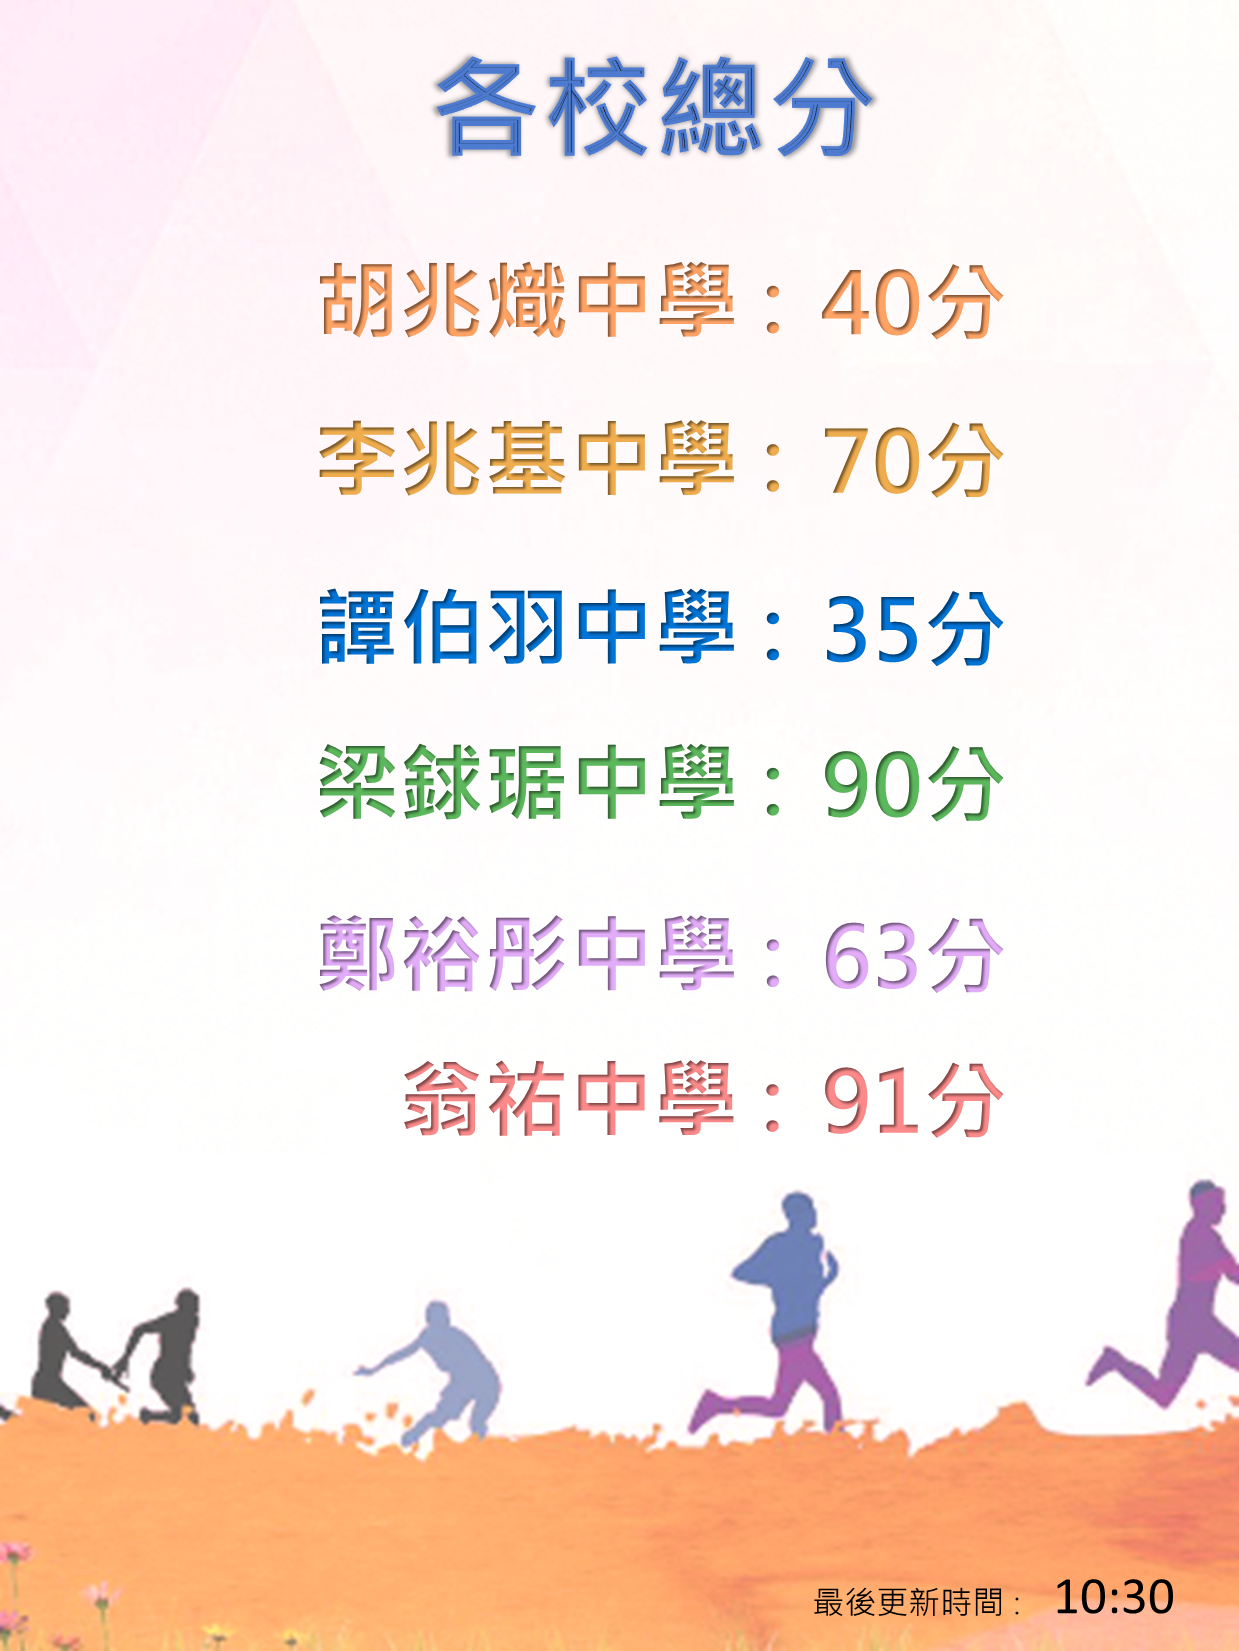 各校總分
胡兆熾中學：40分
李兆基中學：70分
譚伯羽中學：35分
梁銶琚中學：90分
鄭裕彤中學：63分
翁祐中學：91分
最後更新時間： 10:30